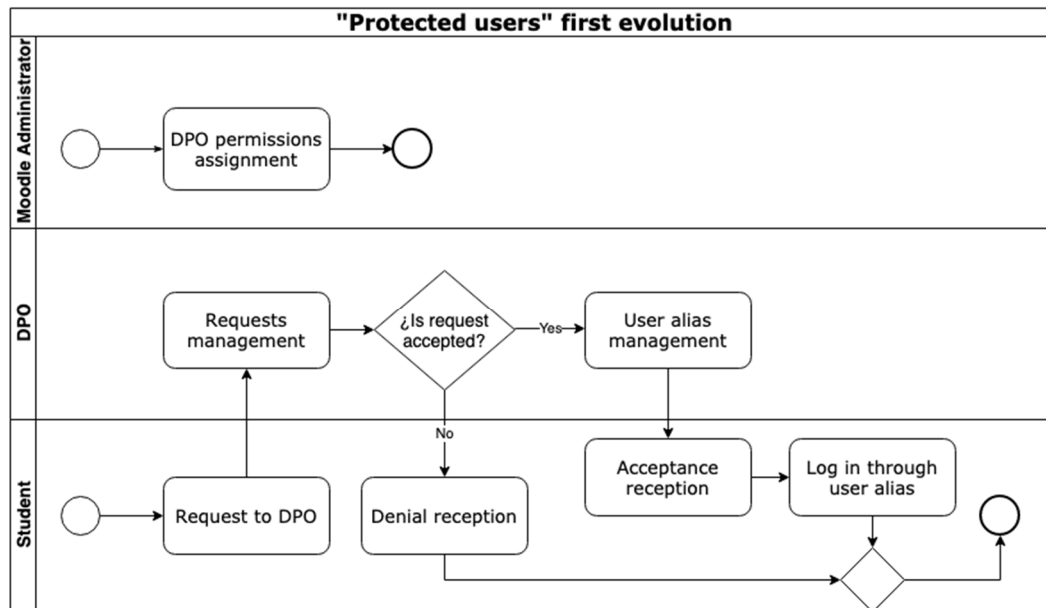 "Protected users" first evolution
Moodle Administrator
DPO permissions
assignment
DPO
Requests
management
¿Is request
accepted?
Yes
User alias
management
No
Student
Request to DPO
Denial reception
Acceptance
reception
Log in through
user alias